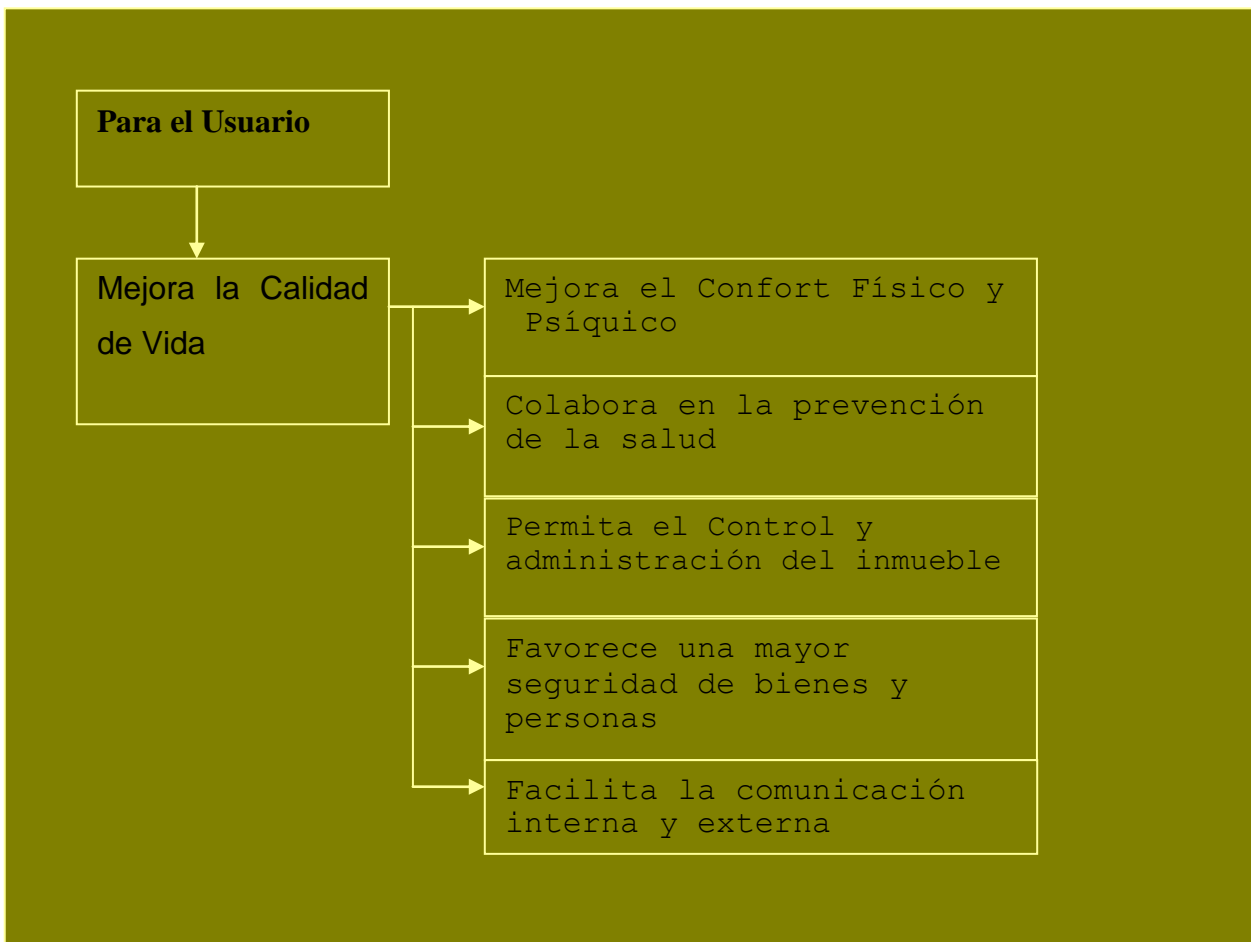 Para el Usuario
Mejora la Calidad
de Vida
Mejora el Confort Físico y
Psíquico
Colabora en la prevención
de la salud
Permita el Control y
administración del inmueble
Favorece una mayor
seguridad de bienes y
personas
Facilita la comunicación
interna y externa